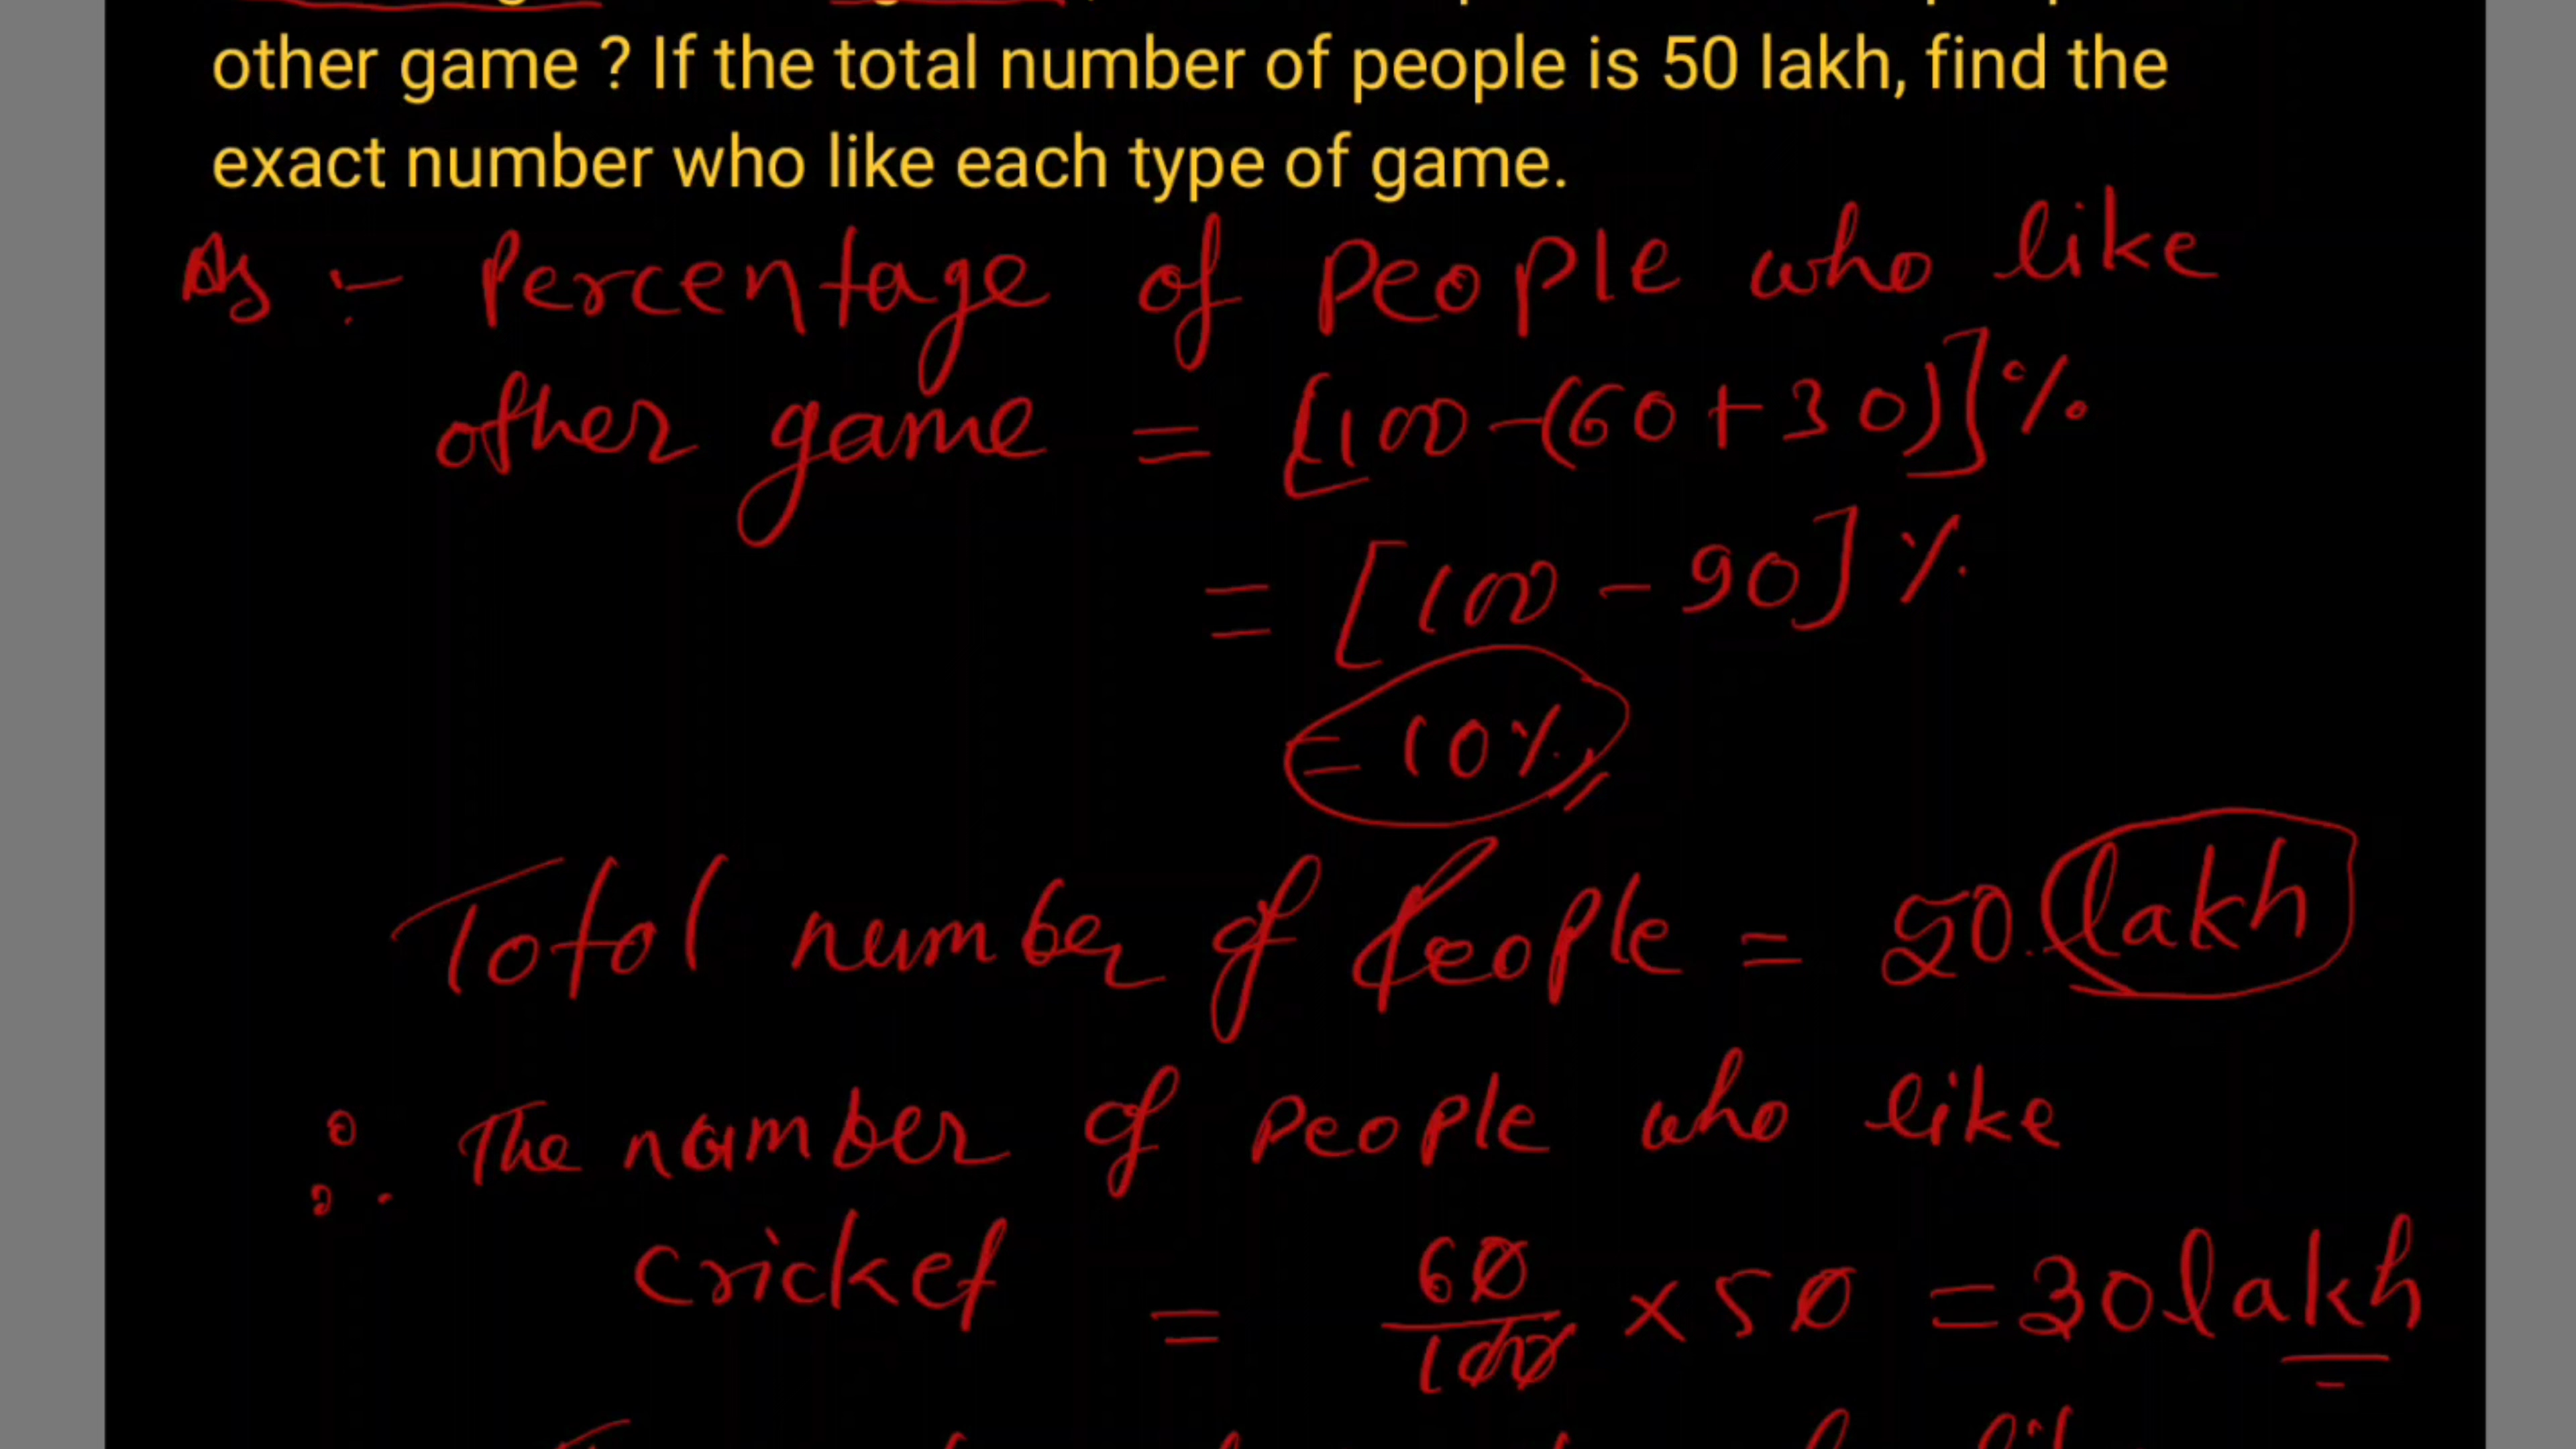 other game ? If the total number of people is 50 lakh, find the
exact number who like each type of game.
Ans :- Percentage of people who like
other game = [100-(60+30)]%
= [100 - 90]%
= 10%
Total number of people = 50 lakh
∴ The number of people who like
cricket = 60/100 × 50 = 30 lakh